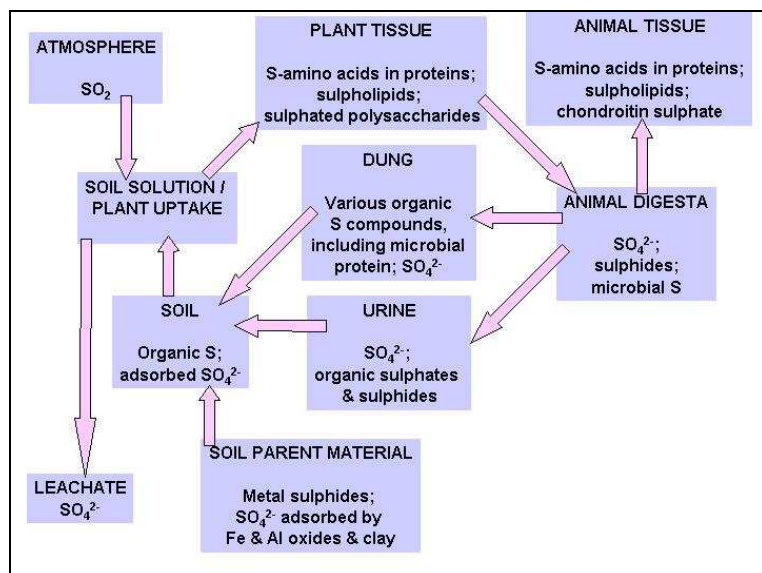 ATMOSPHERE
SO₂
PLANT TISSUE
S-amino acids in proteins;
sulpholipids;
sulphated polysaccharides
ANIMAL TISSUE
S-amino acids in proteins;
sulpholipids;
chondroitin sulphate
SOIL SOLUTION /
PLANT UPTAKE
DUNG
Various organic
S compounds,
including microbial
protein; SO₄²⁻
ANIMAL DIGESTA
SO₄²⁻;
sulphides;
microbial S
SOIL
Organic S;
adsorbed SO₄²⁻
URINE
SO₄²⁻;
organic sulphates
& sulphides
LEACHATE
SO₄²⁻
SOIL PARENT MATERIAL
Metal sulphides;
SO₄²⁻ adsorbed by
Fe & Al oxides & clay